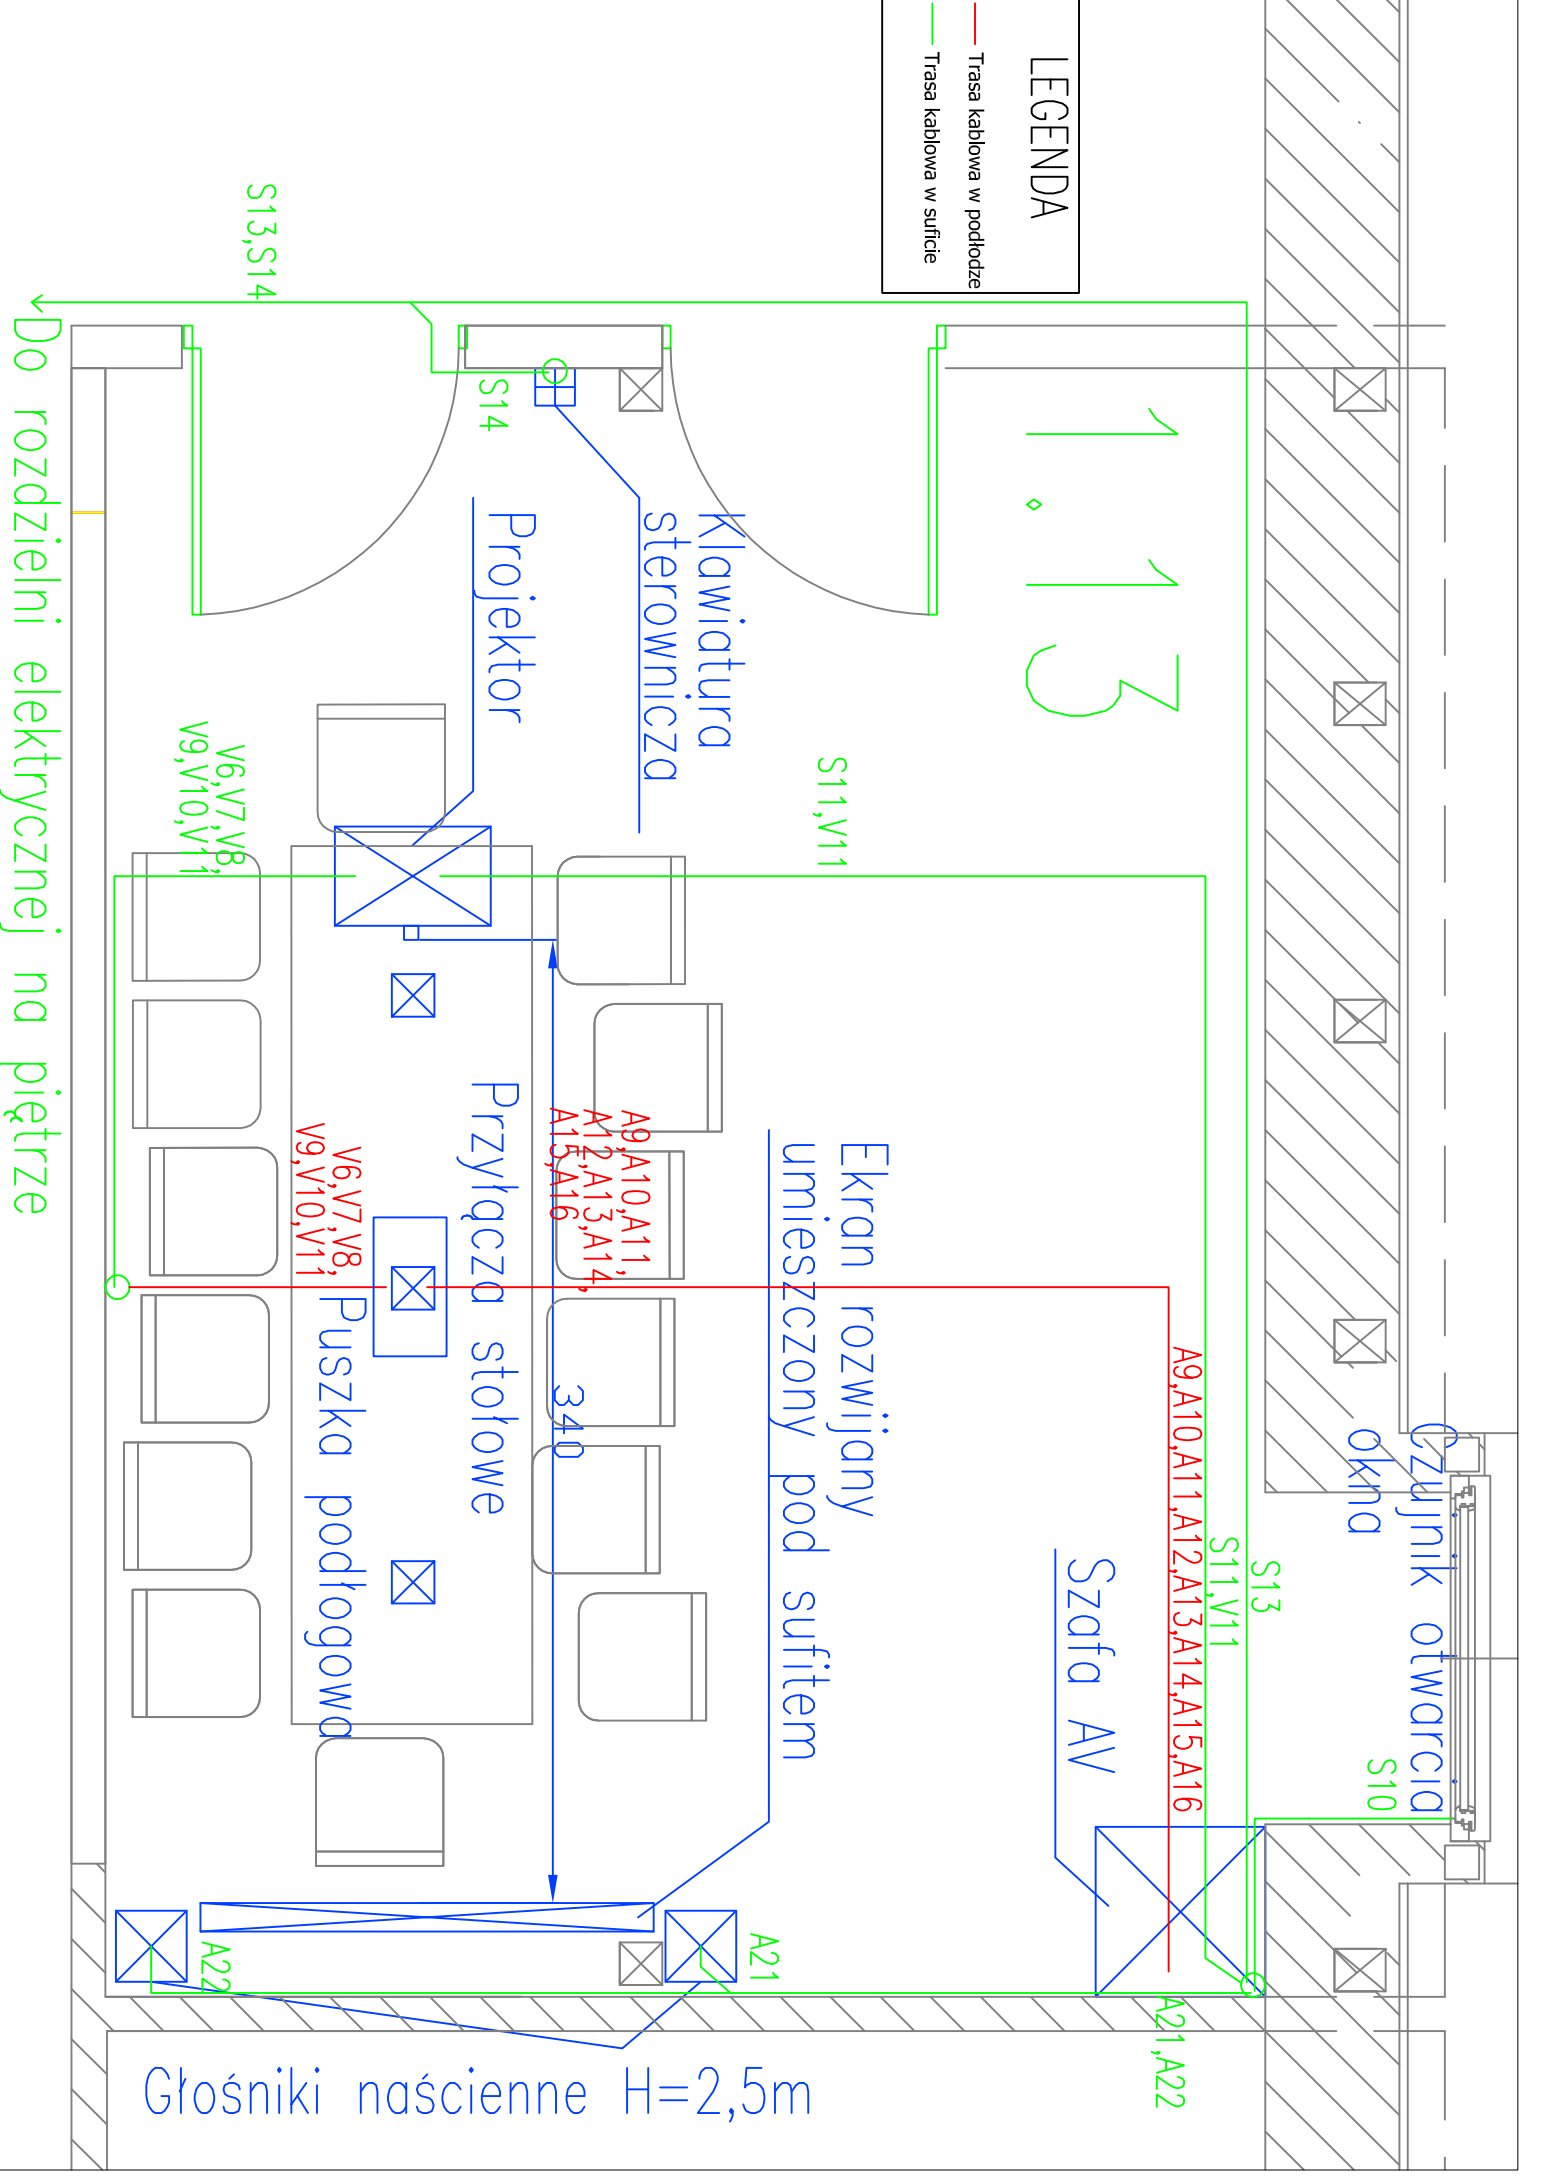 LEGENDA
Trasa kablowa w podłodze
Trasa kablowa w suficie
1.13
S13,S14
Do rozdzielni elektrycznej na piętrze
S14
Klawiatura
sterownicza
Projektor
V6,V7,V8,
V9,V10,V11
S11,V11
Czujnik otwarcia
okna
S10
S13
S11,V11
A9,A10,A11,A12,A13,A14,A15,A16
Szafa AV
Ekran rozwijany
umieszczony pod sufitem
A9,A10,A11,
A12,A13,A14,
A15,A16
340
Przyłącza stołowe
V6,V7,V8,
V9,V10,V11
Puszka podłogowa
A21
A22
A21,A22
Głośniki naścienne H=2,5m